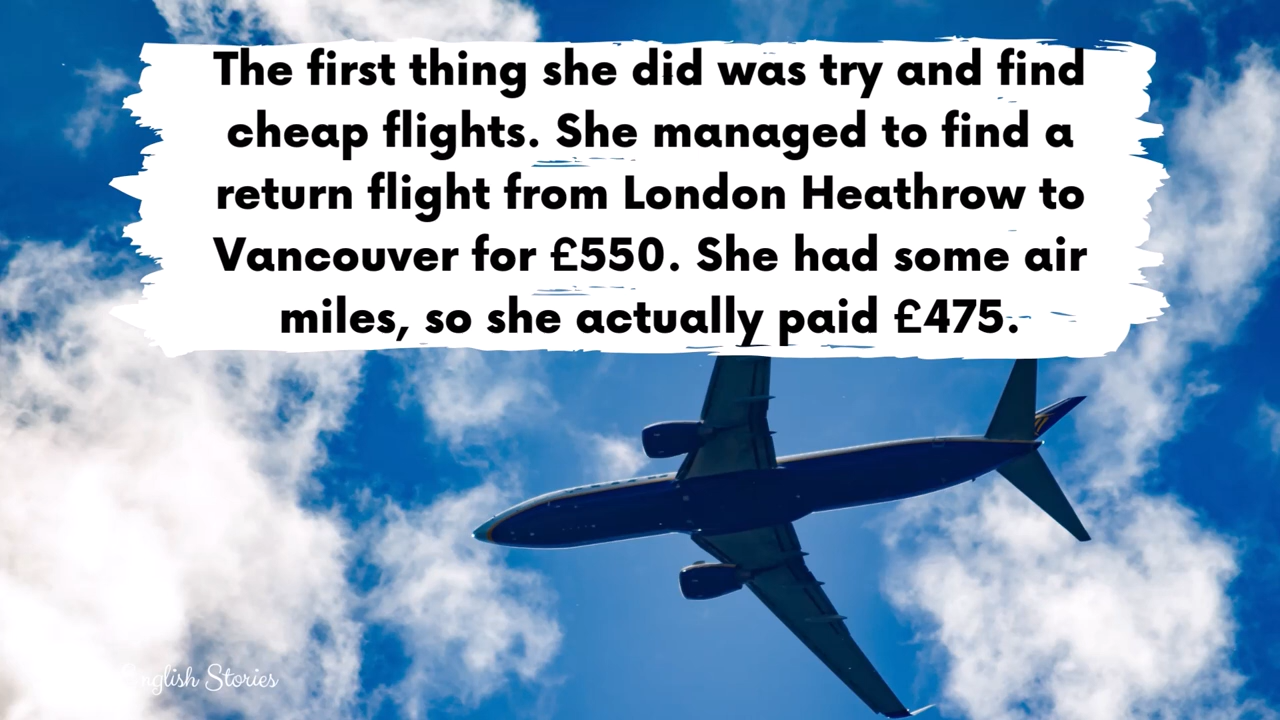 The first thing she did was try and find
cheap flights. She managed to find a
return flight from London Heathrow to
Vancouver for £550. She had some air
miles, so she actually paid £475.
English Stories